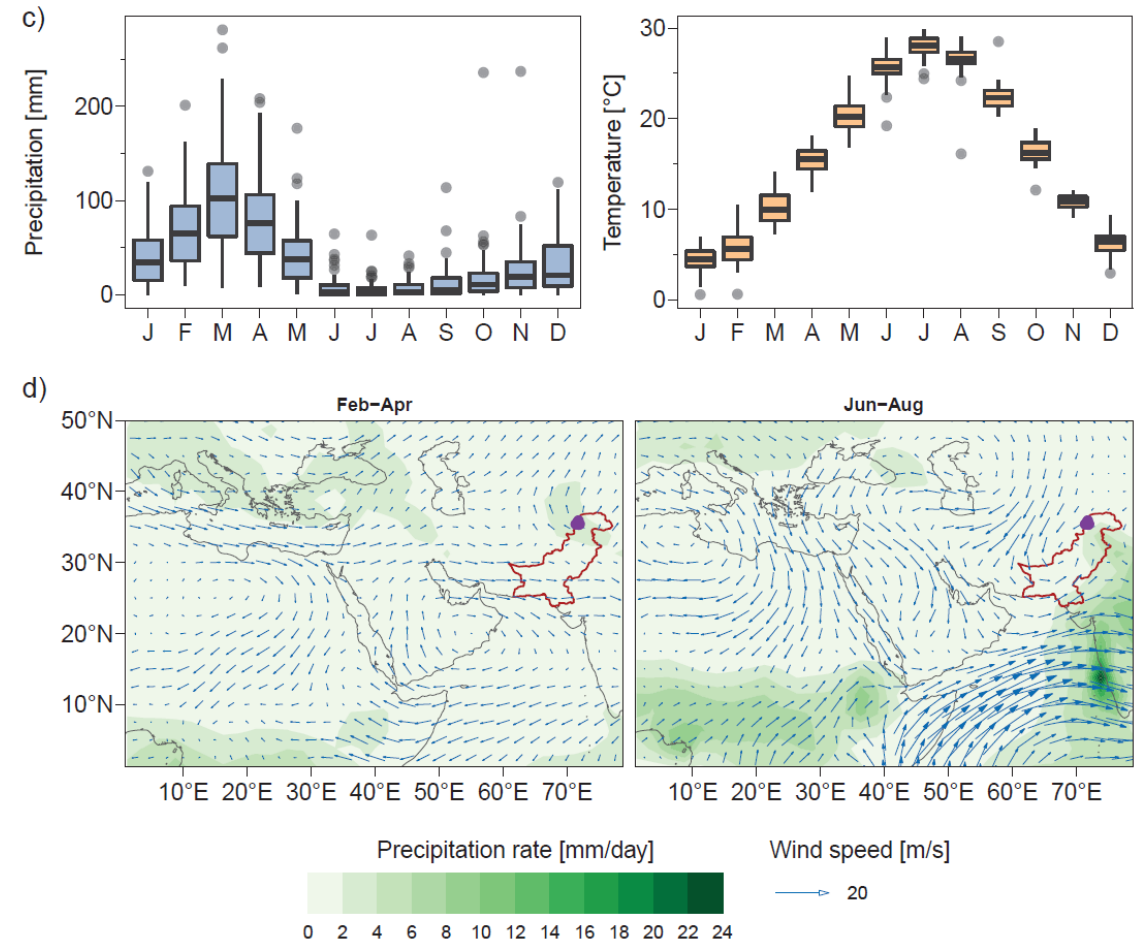 c)
Precipitation [mm]
200
100
0
J F M A M J J A S O N D
Temperature [°C]
30
20
10
0
J F M A M J J A S O N D
d)
Feb−Apr
50°N
40°N
30°N
20°N
10°N
10°E 20°E 30°E 40°E 50°E 60°E 70°E
Jun−Aug
10°E 20°E 30°E 40°E 50°E 60°E 70°E
Precipitation rate [mm/day]
0 2 4 6 8 10 12 14 16 18 20 22 24
Wind speed [m/s]
20